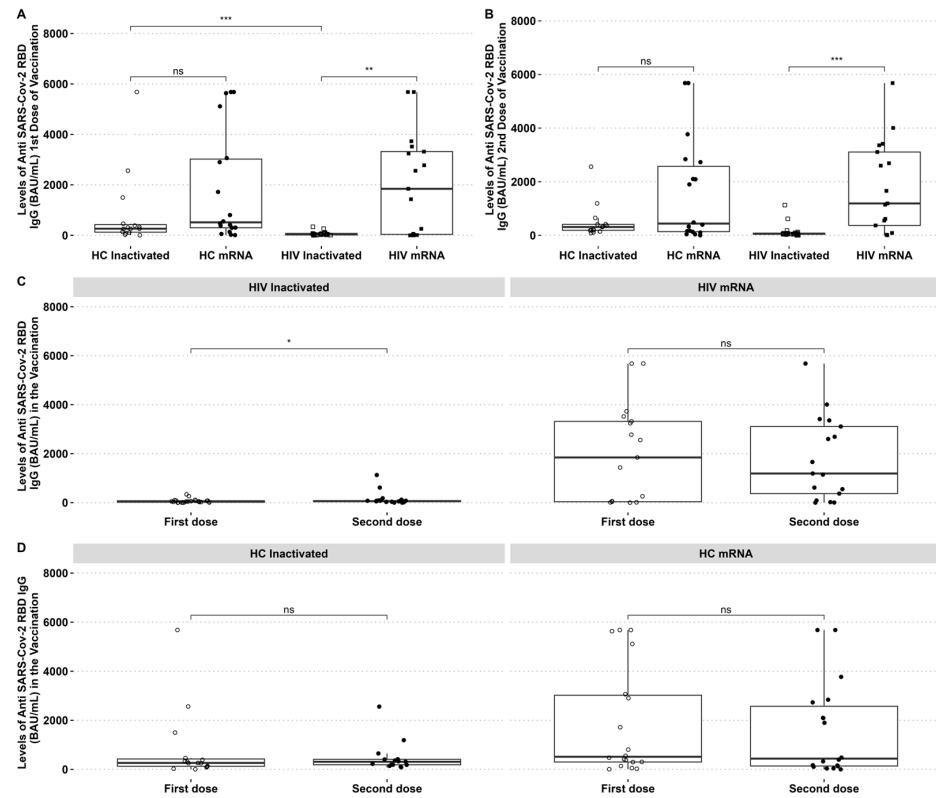 A
Levels of Anti SARS-Cov-2 RBD
IgG (BAU/mL) 1st Dose of Vaccination
8000
6000
4000
2000
0
***
ns
**
HC Inactivated
HC mRNA
HIV Inactivated
HIV mRNA
B
Levels of Anti SARS-Cov-2 RBD
IgG (BAU/mL) 2nd Dose of Vaccination
8000
6000
4000
2000
0
ns
***
HC Inactivated
HC mRNA
HIV Inactivated
HIV mRNA
C
Levels of Anti SARS-Cov-2 RBD
IgG (BAU/mL) in the Vaccination
HIV Inactivated
HIV mRNA
8000
6000
4000
2000
0
*
ns
First dose
Second dose
First dose
Second dose
D
Levels of Anti SARS-Cov-2 RBD IgG
(BAU/mL) in the Vaccination
HC Inactivated
HC mRNA
8000
6000
4000
2000
0
ns
ns
First dose
Second dose
First dose
Second dose